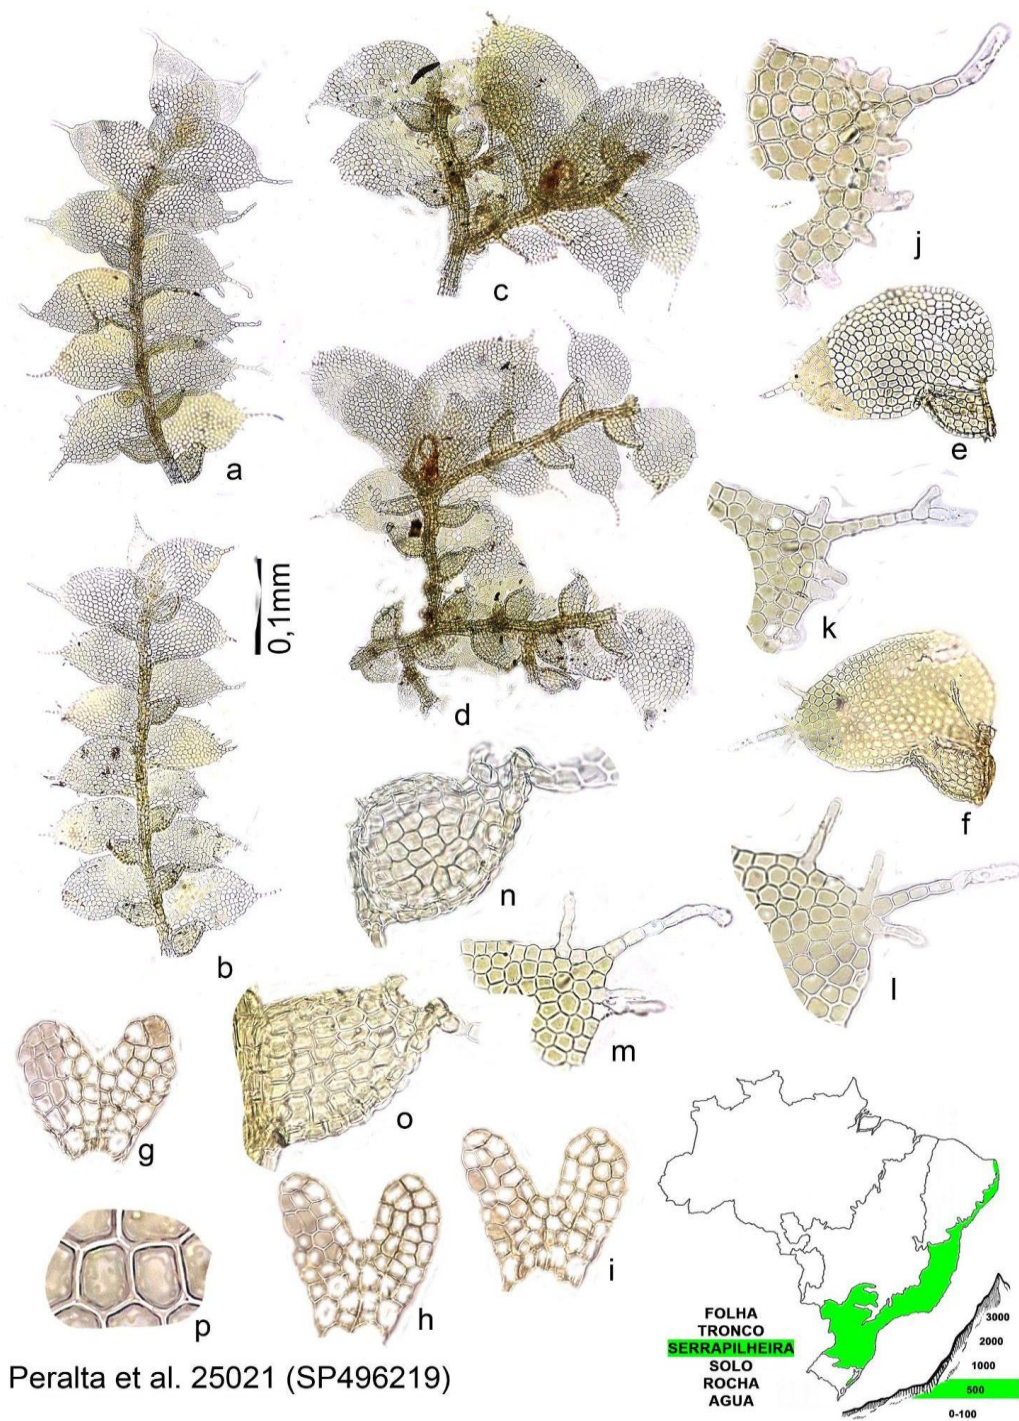 a
c
j
e
0,1mm
k
d
f
n
b
l
m
g
o
i
h
p
FOLHA
TRONCO
SERRAPILHEIRA
SOLO
ROCHA
AGUA
3000
2000
1000
500
0-100
Peralta et al. 25021 (SP496219)